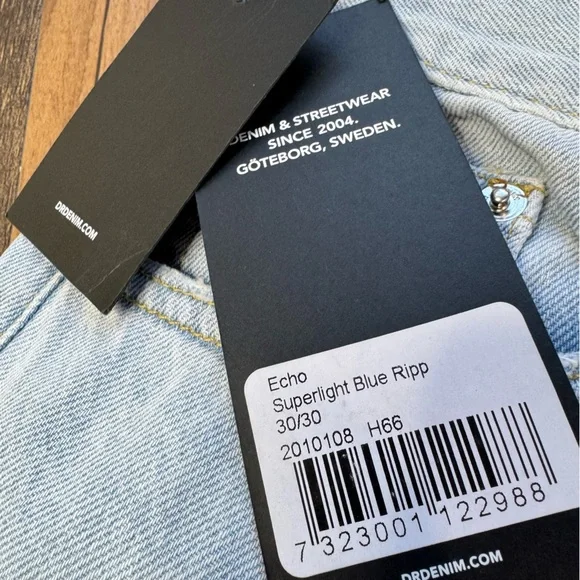 DRDENIM.COM
DENIM & STREETWEAR
SINCE 2004.
GÖTEBORG, SWEDEN.
Echo
Superlight Blue Ripp
30/30
2010108 H66
7 323001 122988
DRDENIM.COM